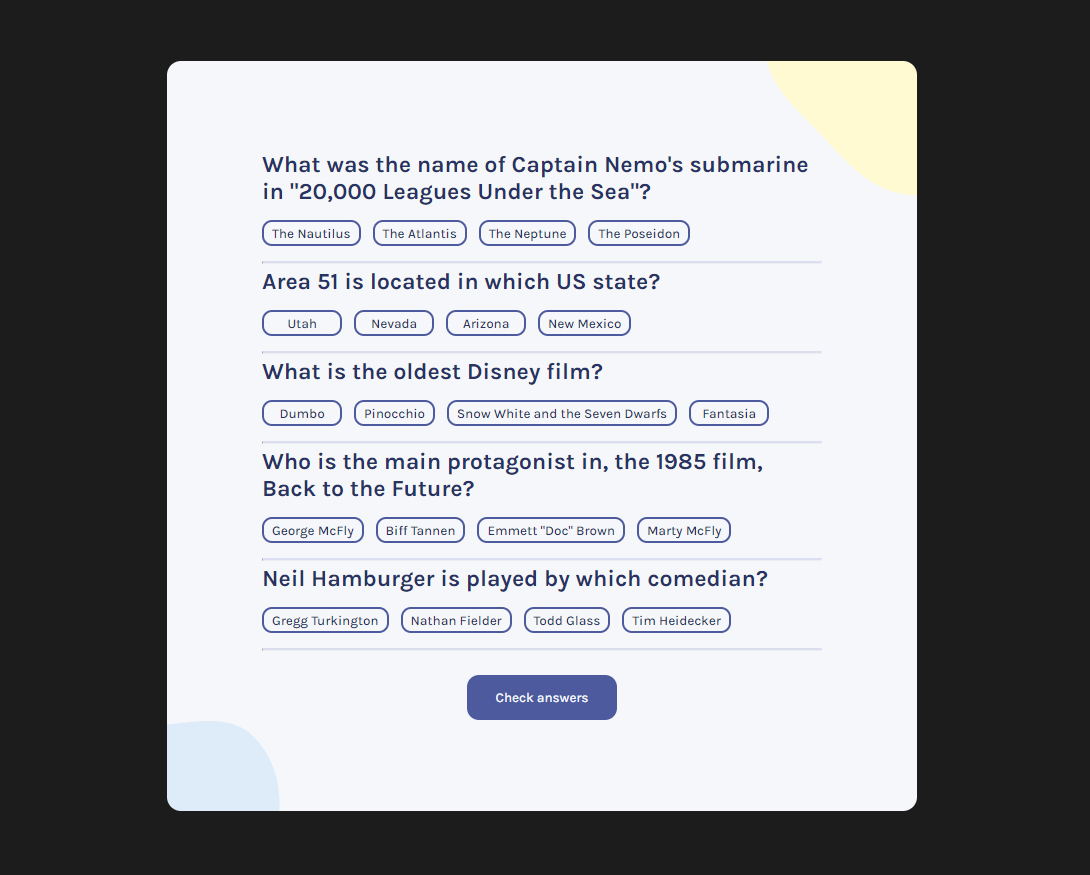 What was the name of Captain Nemo's submarine
in "20,000 Leagues Under the Sea"?
The Nautilus The Atlantis The Neptune The Poseidon
Area 51 is located in which US state?
Utah Nevada Arizona New Mexico
What is the oldest Disney film?
Dumbo Pinocchio Snow White and the Seven Dwarfs Fantasia
Who is the main protagonist in, the 1985 film,
Back to the Future?
George McFly Biff Tannen Emmett "Doc" Brown Marty McFly
Neil Hamburger is played by which comedian?
Gregg Turkington Nathan Fielder Todd Glass Tim Heidecker
Check answers